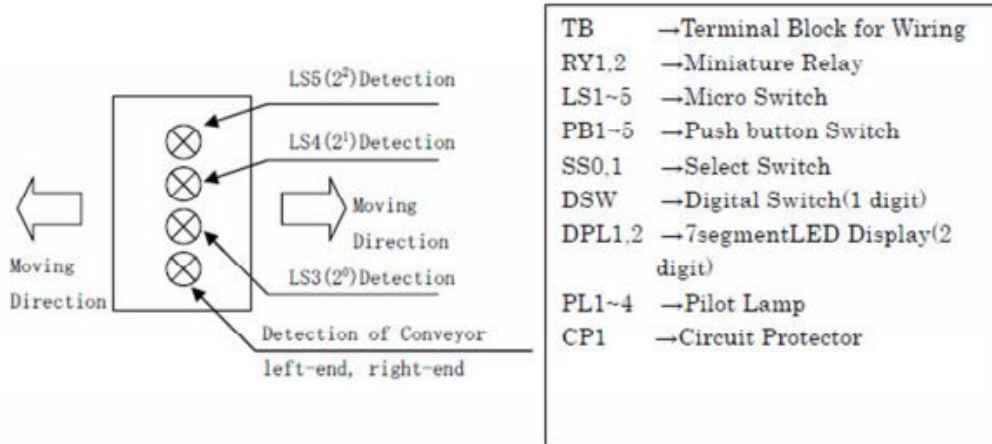 LS5(2²)Detection
LS4(2¹)Detection
Moving
Direction
LS3(2⁰)Detection
Moving
Direction
Detection of Conveyor
left-end, right-end
TB →Terminal Block for Wiring
RY1,2 →Miniature Relay
LS1~5 →Micro Switch
PB1~5 →Push button Switch
SS0,1 →Select Switch
DSW →Digital Switch(1 digit)
DPL1,2 →7segmentLED Display(2
digit)
PL1~4 →Pilot Lamp
CP1 →Circuit Protector